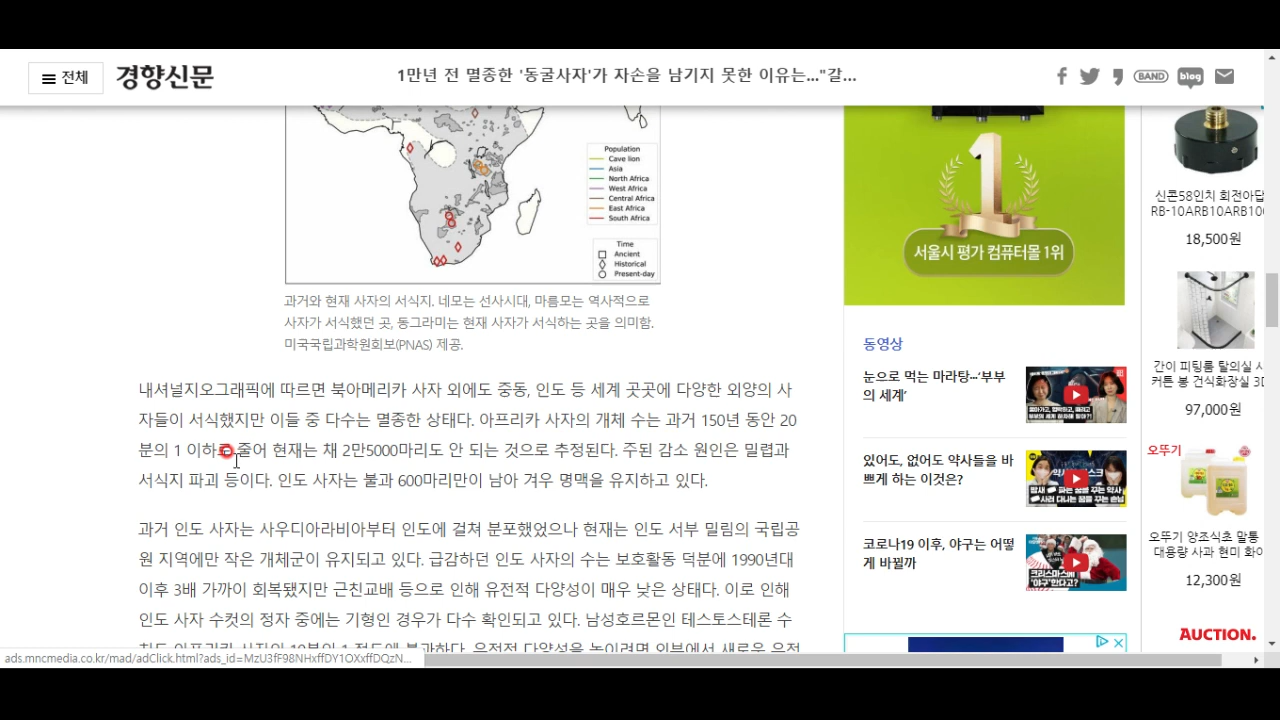 전체
경향신문
1만년 전 멸종한 '동굴사자'가 자손을 남기지 못한 이유는..."갈...
BAND
blog
Population
Cave lion
Asia
North Africa
West Africa
Central Africa
East Africa
South Africa
Time
Ancient
Historical
Present-day
과거와 현재 사자의 서식지. 네모는 선사시대, 마름모는 역사적으로
사자가 서식했던 곳, 동그라미는 현재 사자가 서식하는 곳을 의미함.
미국국립과학원회보(PNAS) 제공.
내셔널지오그래픽에 따르면 북아메리카 사자 외에도 중동, 인도 등 세계 곳곳에 다양한 외양의 사
자들이 서식했지만 이들 중 다수는 멸종한 상태다. 아프리카 사자의 개체 수는 과거 150년 동안 20
분의 1 이하로 줄어 현재는 채 2만5000마리도 안 되는 것으로 추정된다. 주된 감소 원인은 밀렵과
서식지 파괴 등이다. 인도 사자는 불과 600마리만이 남아 겨우 명맥을 유지하고 있다.
과거 인도 사자는 사우디아라비아부터 인도에 걸쳐 분포했었으나 현재는 인도 서부 밀림의 국립공
원 지역에만 작은 개체군이 유지되고 있다. 급감하던 인도 사자의 수는 보호활동 덕분에 1990년대
이후 3배 가까이 회복됐지만 근친교배 등으로 인해 유전적 다양성이 매우 낮은 상태다. 이로 인해
인도 사자 수컷의 정자 중에는 기형인 경우가 다수 확인되고 있다. 남성호르몬인 테스토스테론 수
1
서울시 평가 컴퓨터몰 1위
동영상
눈으로 먹는 마라탕…'부부
의 세계'
있어도, 없어도 약사들을 바
쁘게 하는 이것은?
코로나19 이후, 야구는 어떻
게 바뀔까
신콘58인치 회전아답
RB-10ARB10ARB10
18,500원
간이 피팅룸 탈의실 샤
커튼 봉 건식화장실 3D
97,000원
오뚜기
오뚜기 양조식초 말통
대용량 사과 현미 화이
12,300원
AUCTION.
ads.mncmedia.co.kr/mad/adClick.html?ads_id=MzU3fF98NHxffDY1OXxffDQzN...